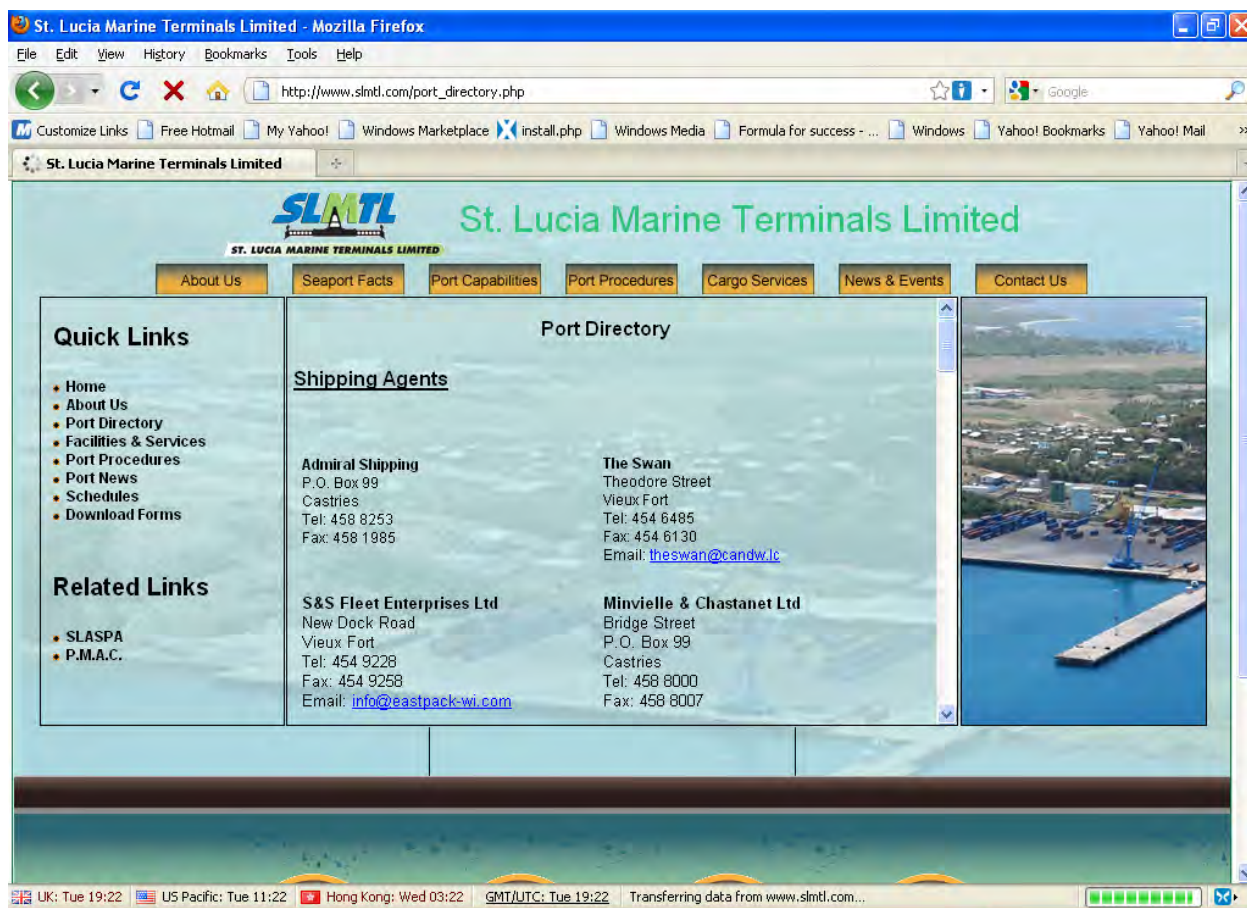 St. Lucia Marine Terminals Limited - Mozilla Firefox
File Edit View History Bookmarks Tools Help
http://www.slmtl.com/port_directory.php
Google
Customize Links Free Hotmail My Yahoo! Windows Marketplace install.php Windows Media Formula for success - ... Windows Yahoo! Bookmarks Yahoo! Mail »
St. Lucia Marine Terminals Limited
SLMTL
ST. LUCIA MARINE TERMINALS LIMITED
St. Lucia Marine Terminals Limited
About Us Seaport Facts Port Capabilities Port Procedures Cargo Services News & Events Contact Us
Quick Links
Home
About Us
Port Directory
Facilities & Services
Port Procedures
Port News
Schedules
Download Forms
Related Links
SLASPA
P.M.A.C.
Port Directory
Shipping Agents
Admiral Shipping
P.O. Box 99
Castries
Tel: 458 8253
Fax: 458 1985
The Swan
Theodore Street
Vieux Fort
Tel: 454 6485
Fax: 454 6130
Email: theswan@candw.lc
S&S Fleet Enterprises Ltd
New Dock Road
Vieux Fort
Tel: 454 9228
Fax: 454 9258
Email: info@eastpack-wi.com
Minvielle & Chastanet Ltd
Bridge Street
P.O. Box 99
Castries
Tel: 458 8000
Fax: 458 8007
UK: Tue 19:22 US Pacific: Tue 11:22 Hong Kong: Wed 03:22 GMT/UTC: Tue 19:22 Transferring data from www.slmtl.com...